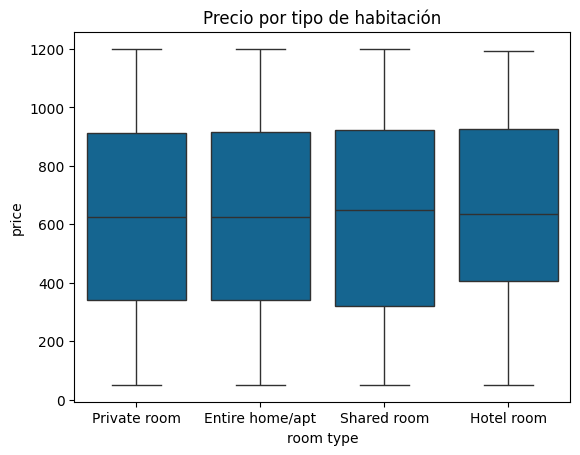 Precio por tipo de habitación
1200
1000
800
600
400
200
0
price
Private room
Entire home/apt
Shared room
Hotel room
room type